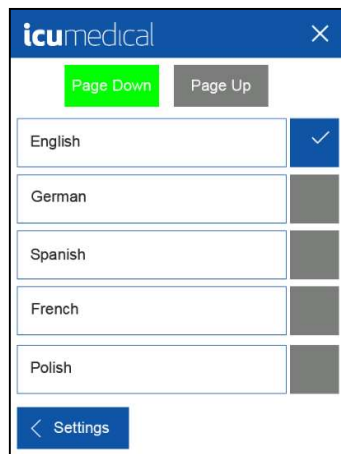 icumedical
Page Down Page Up
English
German
Spanish
French
Polish
Settings